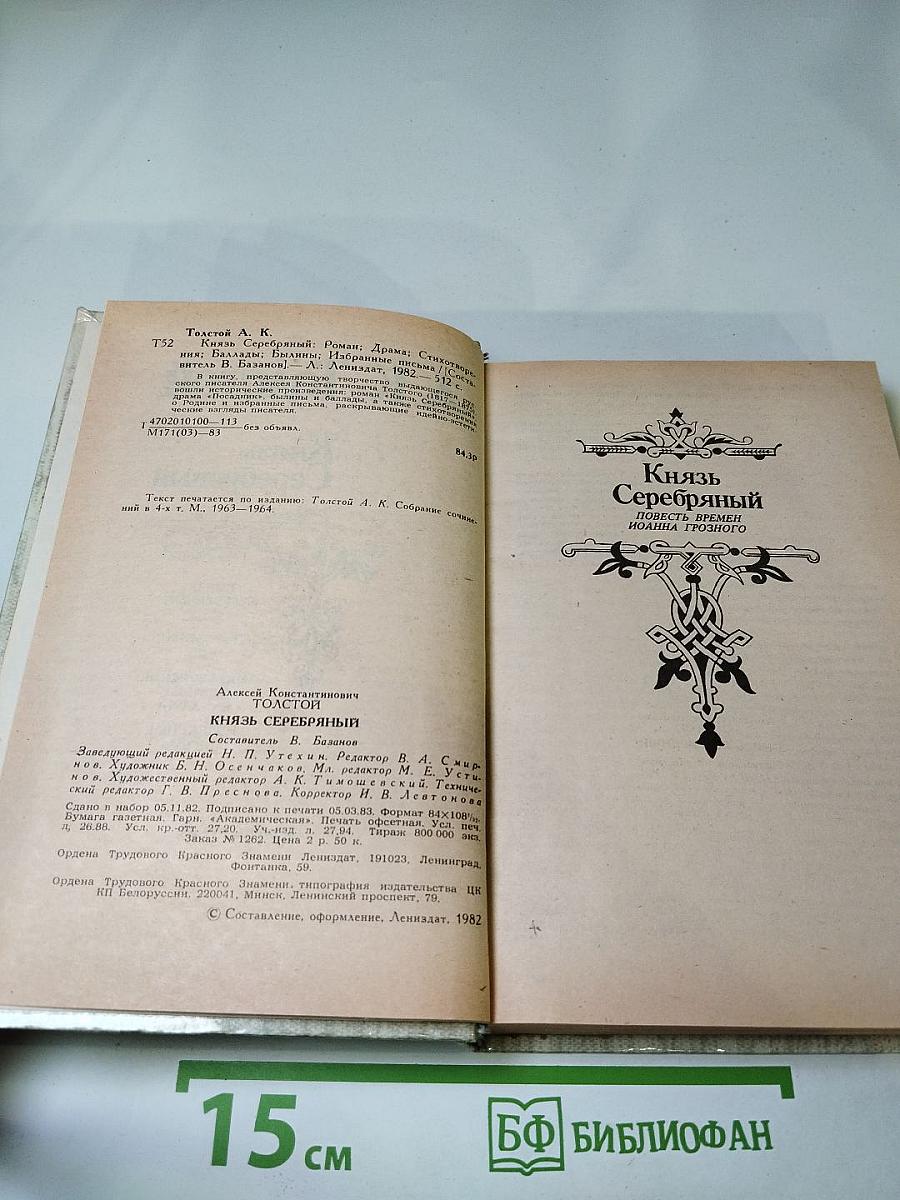 Толстой А. К.
Т52 Князь Серебряный: Роман; Драма; Стихотворе-
ния; Баллады; Былины; Избранные письма / [Соста-
витель В. Базанов].— Л.: Лениздат, 1982.— 512 с.
В книгу, представляющую творчество выдающегося рус-
ского писателя Алексея Константиновича Толстого (1817—1875),
вошли исторические произведения: роман «Князь Серебряный»,
драма «Посадник», былины и баллады, а также стихотворения
о Родине и избранные письма, раскрывающие идейно-эстети-
ческие взгляды писателя.
Т 4702010100—113 без объявл.
М171(03)—83
84.3р
Текст печатается по изданию: Толстой А. К. Собрание сочине-
ний в 4-х т. М., 1963—1964.
Алексей Константинович
ТОЛСТОЙ
КНЯЗЬ СЕРЕБРЯНЫЙ
Составитель В. Базанов
Заведующий редакцией Н. П. Утехин. Редактор В. А. Смир-
нов. Художник Б. Н. Осенчаков. Мл. редактор М. Е. Усти-
нов. Художественный редактор А. К. Тимошевский. Техниче-
ский редактор Г. В. Преснова. Корректор И. В. Левтонова
Сдано в набор 05.11.82. Подписано к печати 05.03.83. Формат 84×108¹/₃₂.
Бумага газетная. Гарн. «Академическая». Печать офсетная. Усл. печ.
л. 26.88. Усл. кр.-отт. 27,20. Уч.-изд. л. 27,94. Тираж 800 000 экз.
Заказ № 1262. Цена 2 р. 50 к.
Ордена Трудового Красного Знамени Лениздат, 191023, Ленинград,
Фонтанка, 59.
Ордена Трудового Красного Знамени типография издательства ЦК
КП Белоруссии. 220041, Минск, Ленинский проспект, 79.
© Составление, оформление, Лениздат, 1982
Князь
Серебряный
ПОВЕСТЬ ВРЕМЕН
ИОАННА ГРОЗНОГО
15 см
БФ БИБЛИОФАН